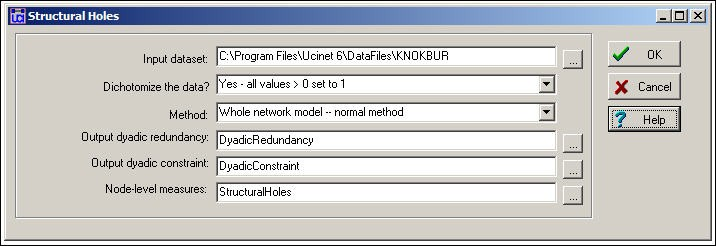 UCI Structural Holes
Input dataset: C:\Program Files\Ucinet 6\DataFiles\KNOKBUR ...
Dichotomize the data? Yes - all values > 0 set to 1
Method: Whole network model -- normal method
Output dyadic redundancy: DyadicRedundancy ...
Output dyadic constraint: DyadicConstraint ...
Node-level measures: StructuralHoles ...
OK
Cancel
? Help